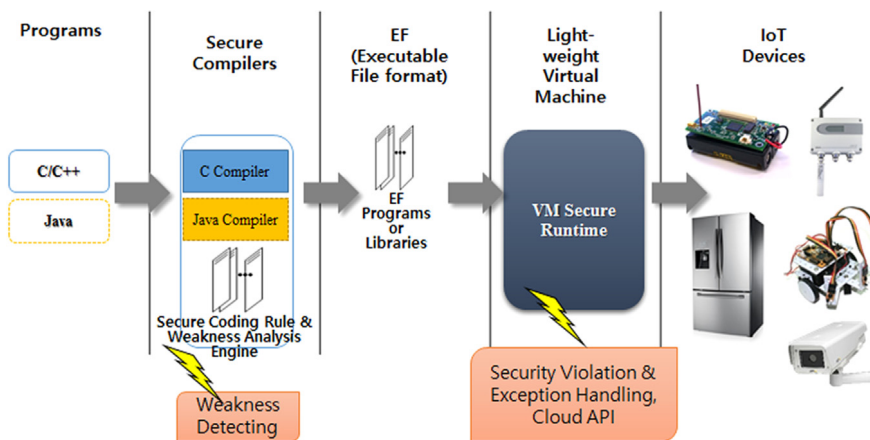 Programs
Secure
Compilers
EF
(Executable
File format)
Light-
weight
Virtual
Machine
IoT
Devices
C/C++
Java
C Compiler
Java Compiler
Secure Coding Rule &
Weakness Analysis
Engine
EF
Programs
or
Libraries
VM Secure
Runtime
Weakness
Detecting
Security Violation &
Exception Handling,
Cloud API